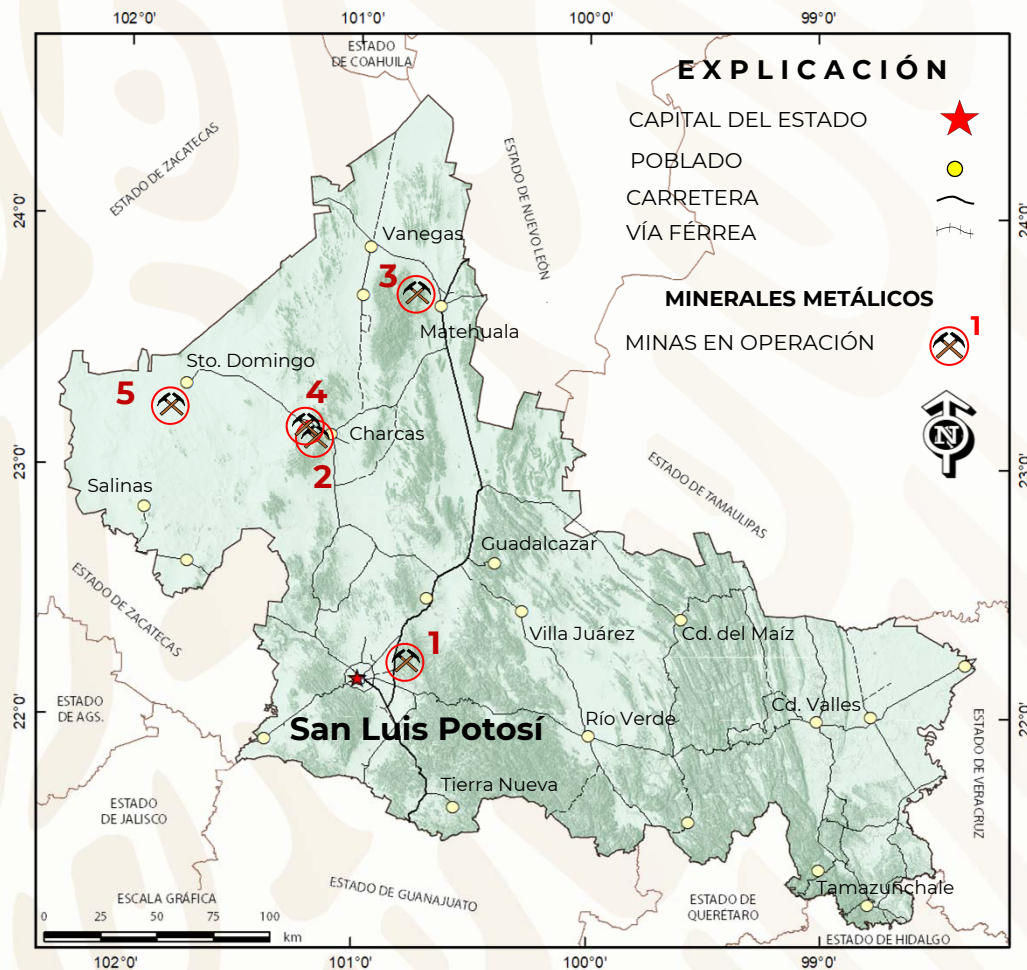 102°0'
101°0'
100°0'
99°0'
ESTADO
DE COAHUILA
EXPLICACIÓN
CAPITAL DEL ESTADO
POBLADO
CARRETERA
VÍA FÉRREA
MINERALES METÁLICOS
MINAS EN OPERACIÓN
1
N
ESTADO DE ZACATECAS
ESTADO DE NUEVO LEÓN
24°0'
24°0'
Vanegas
3
Matehuala
Sto. Domingo
5
4
Charcas
2
23°0'
23°0'
Salinas
ESTADO DE TAMAULIPAS
Guadalcazar
ESTADO DE ZACATECAS
Villa Juárez
Cd. del Maíz
1
ESTADO
DE AGS.
22°0'
22°0'
San Luis Potosí
Río Verde
Cd. Valles
ESTADO DE VERACRUZ
Tierra Nueva
ESTADO
DE JALISCO
ESTADO DE GUANAJUATO
ESTADO DE
QUERÉTARO
Tamazunchale
ESTADO DE HIDALGO
ESCALA GRÁFICA
0 25 50 75 100
km
102°0'
101°0'
100°0'
99°0'